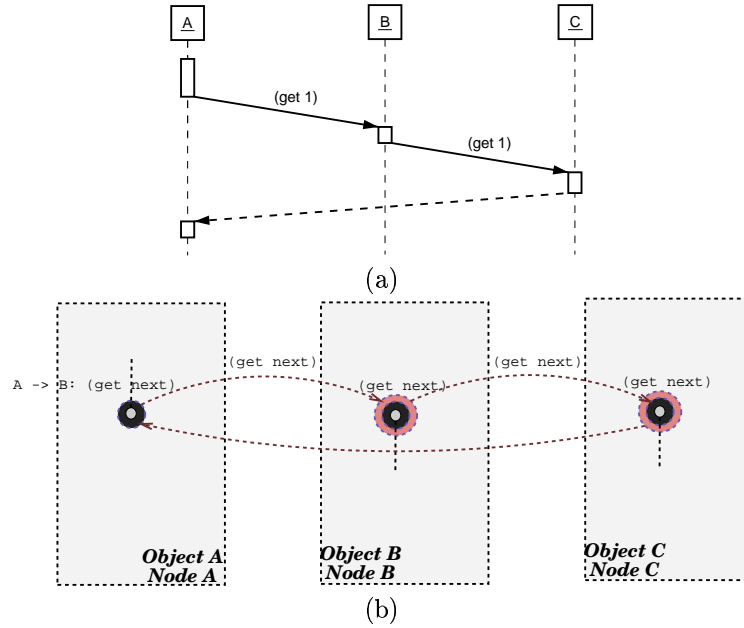 A B C
(get 1)
(get 1)
(a)
(get next) (get next)
A -> B: (get next) (get next) (get next)
Object A
Node A
Object B
Node B
Object C
Node C
(b)